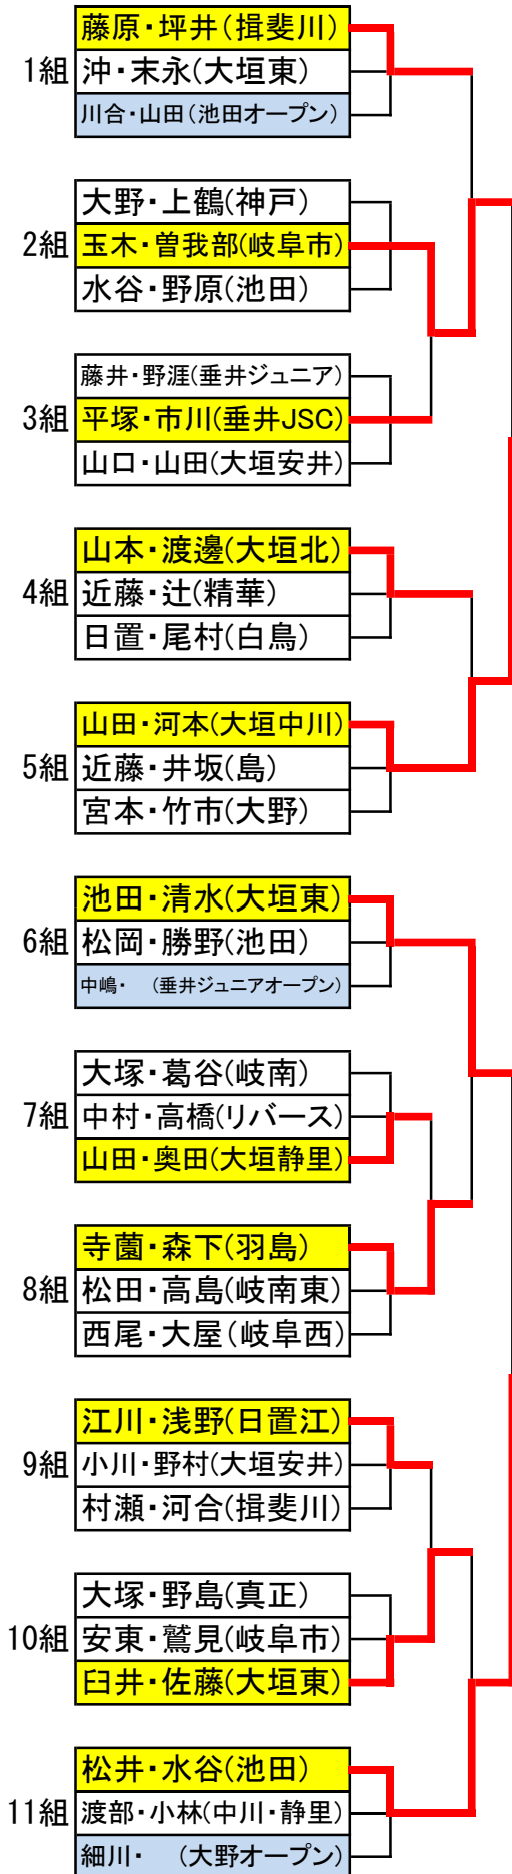 藤原・坪井(揖斐川)
1組 沖・末永(大垣東)
川合・山田(池田オープン)
大野・上鶴(神戸)
2組 玉木・曽我部(岐阜市)
水谷・野原(池田)
藤井・野涯(垂井ジュニア)
3組 平塚・市川(垂井JSC)
山口・山田(大垣安井)
山本・渡邊(大垣北)
4組 近藤・辻(精華)
日置・尾村(白鳥)
山田・河本(大垣中川)
5組 近藤・井坂(島)
宮本・竹市(大野)
池田・清水(大垣東)
6組 松岡・勝野(池田)
中嶋・ (垂井ジュニアオープン)
大塚・葛谷(岐南)
7組 中村・高橋(リバース)
山田・奥田(大垣静里)
寺薗・森下(羽島)
8組 松田・高島(岐南東)
西尾・大屋(岐阜西)
江川・浅野(日置江)
9組 小川・野村(大垣安井)
村瀬・河合(揖斐川)
大塚・野島(真正)
10組 安東・鷲見(岐阜市)
臼井・佐藤(大垣東)
松井・水谷(池田)
11組 渡部・小林(中川・静里)
細川・ (大野オープン)